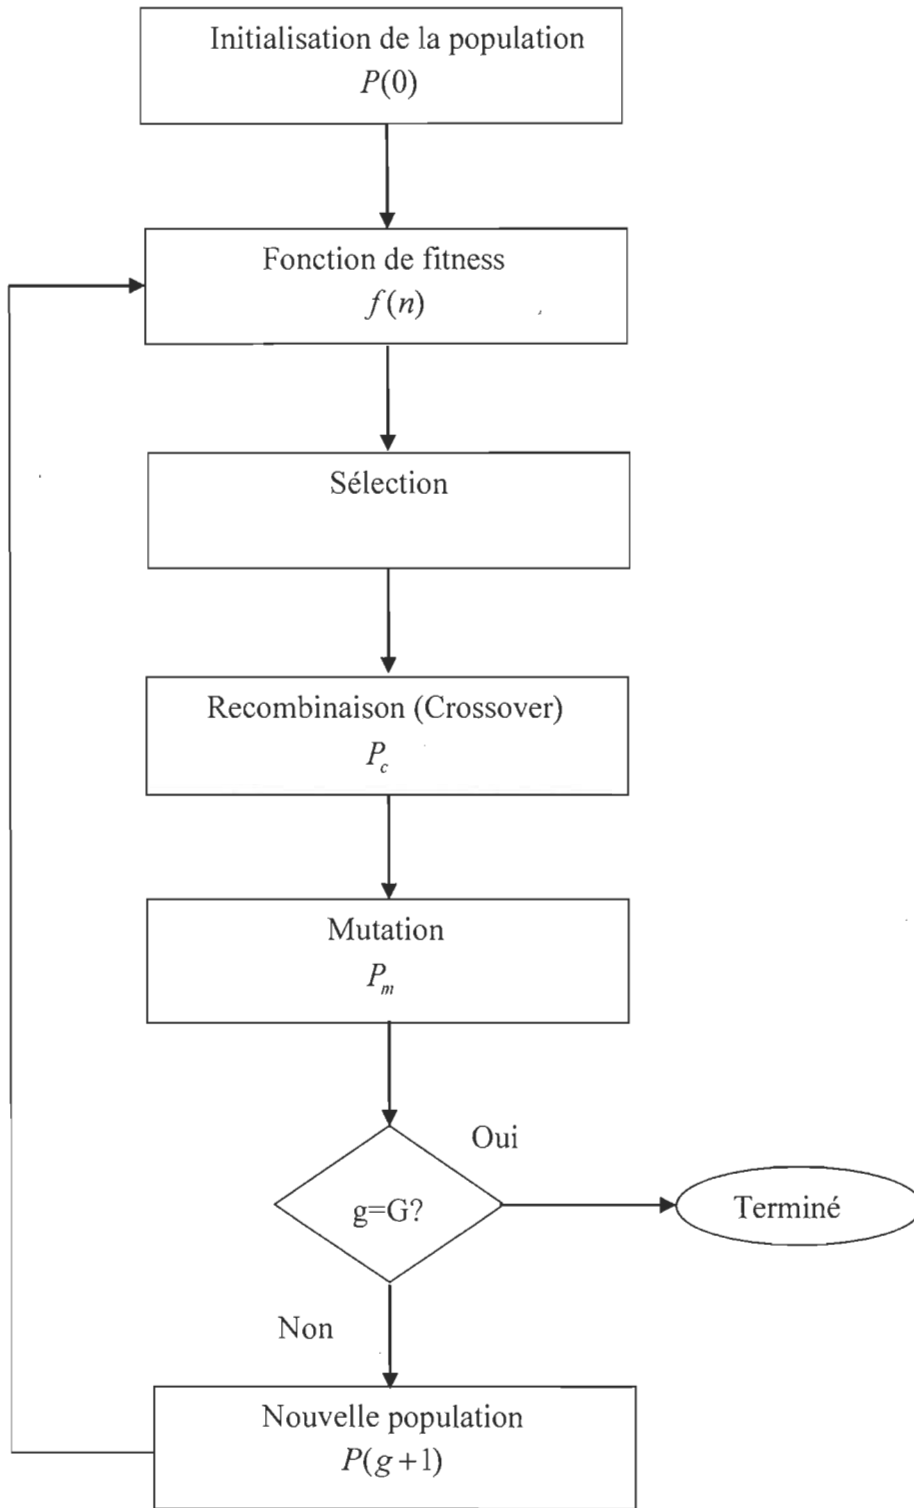 Initialisation de la population
P(0)
Fonction de fitness
f(n)
Sélection
Recombinaison (Crossover)
P_c
Mutation
P_m
Oui
g=G?
Terminé
Non
Nouvelle population
P(g+1)